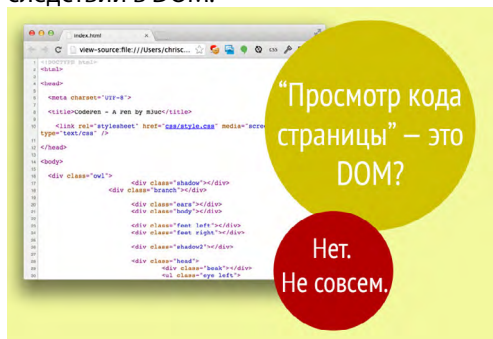 следствий в DOM.
index.html
view-source:file:///Users/chrisc...
<!DOCTYPE html>
<html>
<head>
<meta charset="UTF-8">
<title>CodePen - A Pen by mjuc</title>
<link rel="stylesheet" href="css/style.css" media="scree
type="text/css" />
</head>
<body>
<div class="owl">
<div class="shadow"></div>
<div class="branch"></div>
<div class="ears"></div>
<div class="body"></div>
<div class="feet left"></div>
<div class="feet right"></div>
<div class="shadow2"></div>
<div class="head">
<div class="beak"></div>
<ul class="eye left">
“Просмотр кода
страницы” — это
DOM?
Нет.
Не совсем.